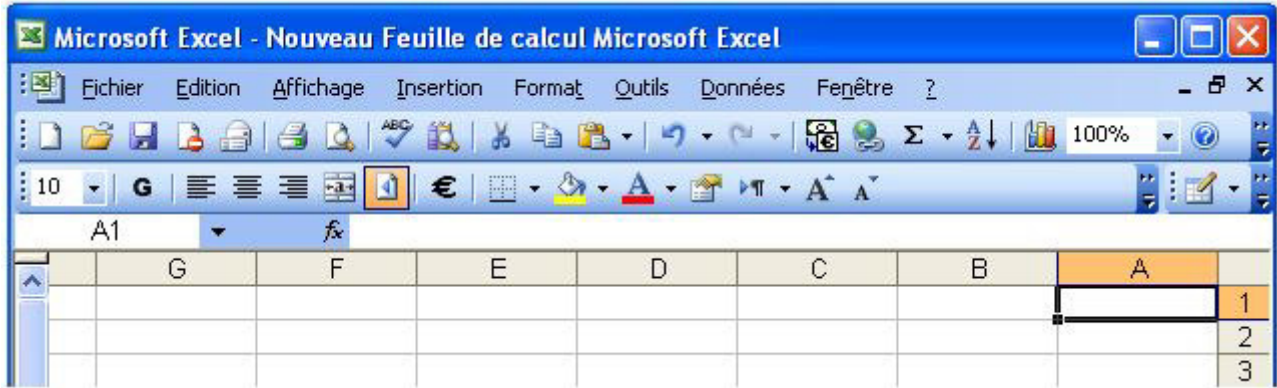 Microsoft Excel - Nouveau Feuille de calcul Microsoft Excel
Fichier Edition Affichage Insertion Format Outils Données Fenêtre ?
ABC Σ A Z 100% ?
10 G a € A ¶ A A
A1 fx
G F E D C B A
1
2
3